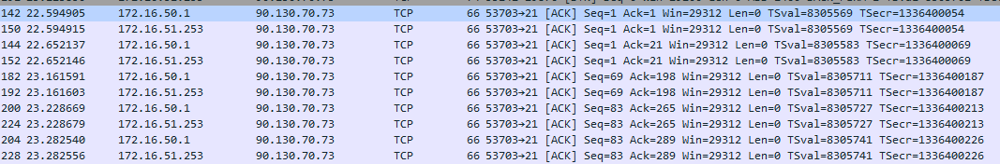 142 22.594905 172.16.50.1 90.130.70.73 TCP 66 53703→21 [ACK] Seq=1 Ack=1 Win=29312 Len=0 TSval=8305569 TSecr=1336400054
150 22.594915 172.16.51.253 90.130.70.73 TCP 66 53703→21 [ACK] Seq=1 Ack=1 Win=29312 Len=0 TSval=8305569 TSecr=1336400054
144 22.652137 172.16.50.1 90.130.70.73 TCP 66 53703→21 [ACK] Seq=1 Ack=21 Win=29312 Len=0 TSval=8305583 TSecr=1336400069
152 22.652146 172.16.51.253 90.130.70.73 TCP 66 53703→21 [ACK] Seq=1 Ack=21 Win=29312 Len=0 TSval=8305583 TSecr=1336400069
182 23.161591 172.16.50.1 90.130.70.73 TCP 66 53703→21 [ACK] Seq=69 Ack=198 Win=29312 Len=0 TSval=8305711 TSecr=1336400187
192 23.161603 172.16.51.253 90.130.70.73 TCP 66 53703→21 [ACK] Seq=69 Ack=198 Win=29312 Len=0 TSval=8305711 TSecr=1336400187
200 23.228669 172.16.50.1 90.130.70.73 TCP 66 53703→21 [ACK] Seq=83 Ack=265 Win=29312 Len=0 TSval=8305727 TSecr=1336400213
224 23.228679 172.16.51.253 90.130.70.73 TCP 66 53703→21 [ACK] Seq=83 Ack=265 Win=29312 Len=0 TSval=8305727 TSecr=1336400213
204 23.282540 172.16.50.1 90.130.70.73 TCP 66 53703→21 [ACK] Seq=83 Ack=289 Win=29312 Len=0 TSval=8305741 TSecr=1336400226
228 23.282556 172.16.51.253 90.130.70.73 TCP 66 53703→21 [ACK] Seq=83 Ack=289 Win=29312 Len=0 TSval=8305741 TSecr=1336400226